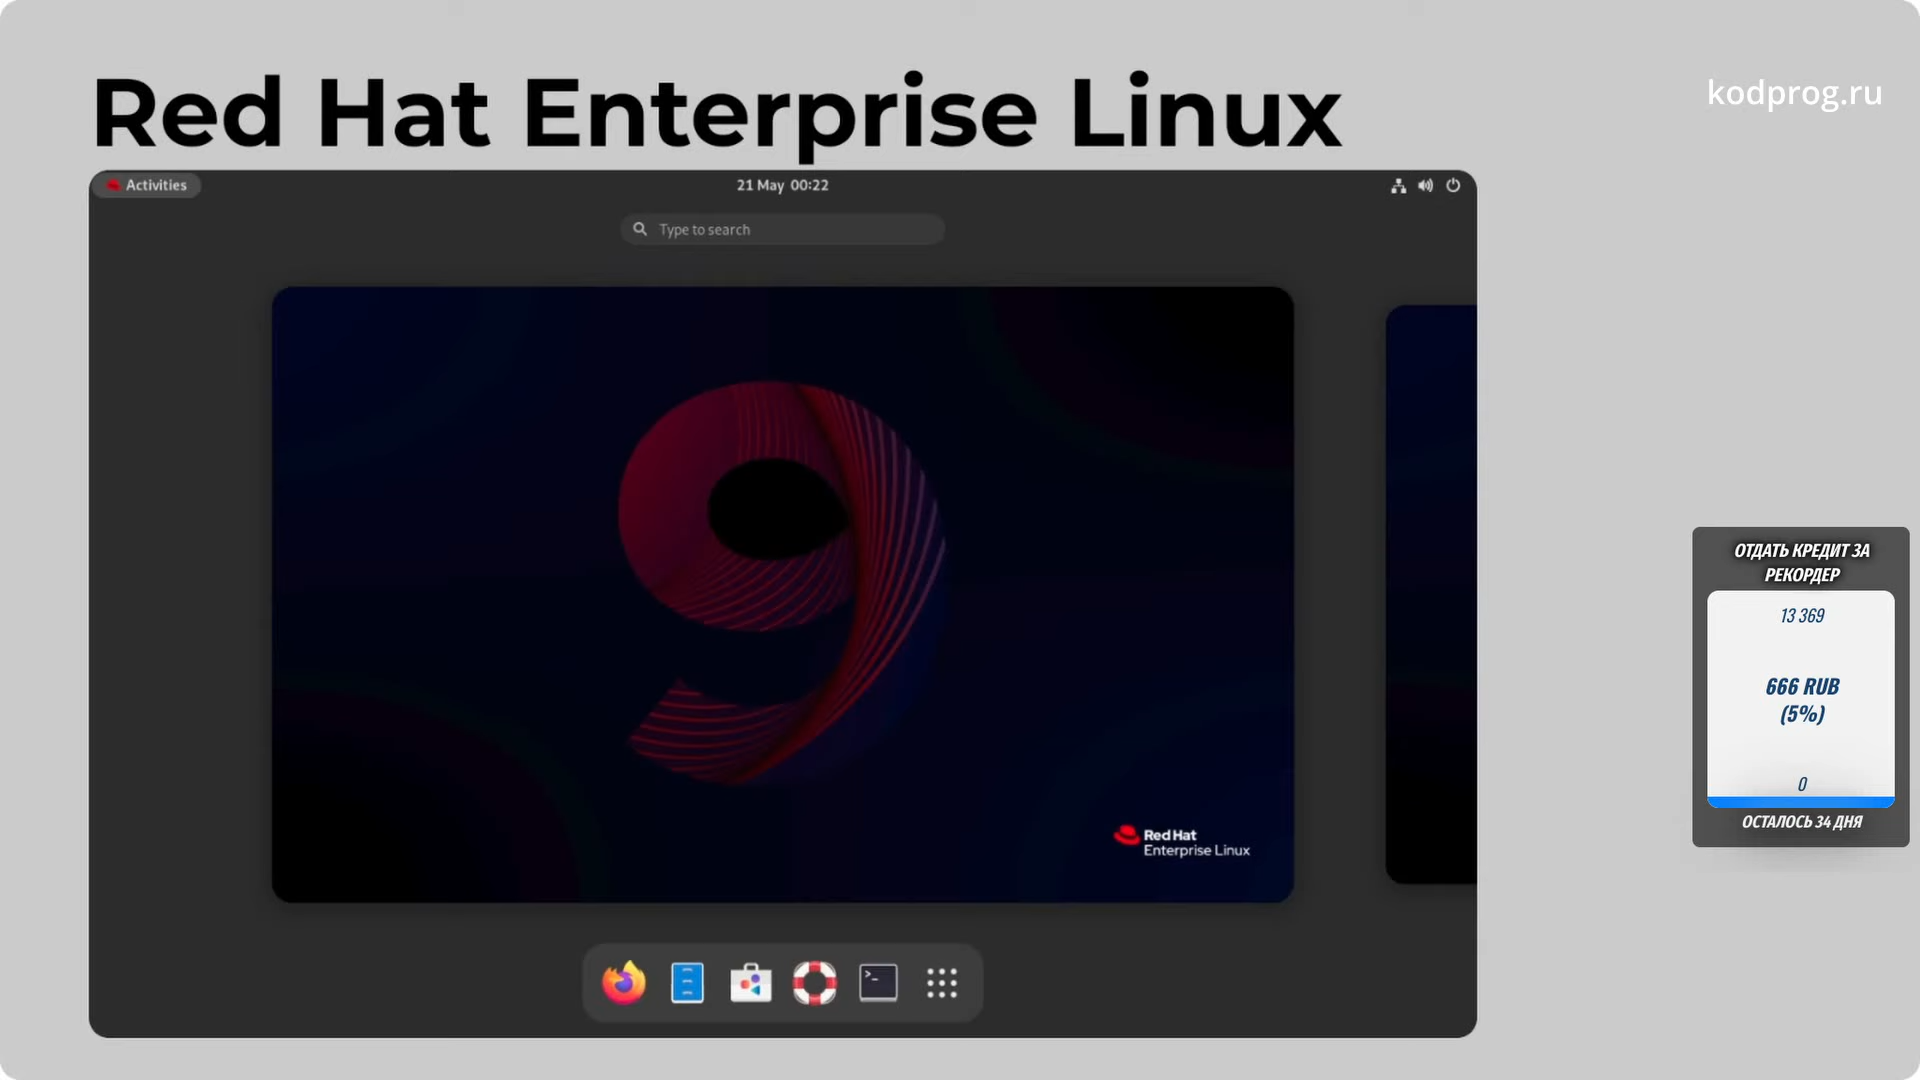 Red Hat Enterprise Linux
kodprog.ru
Activities
21 May 00:22
Type to search
9
Red Hat
Enterprise Linux
>_
ОТДАТЬ КРЕДИТ ЗА
РЕКОРДЕР
13 369
666 RUB
(5%)
0
ОСТАЛОСЬ 34 ДНЯ